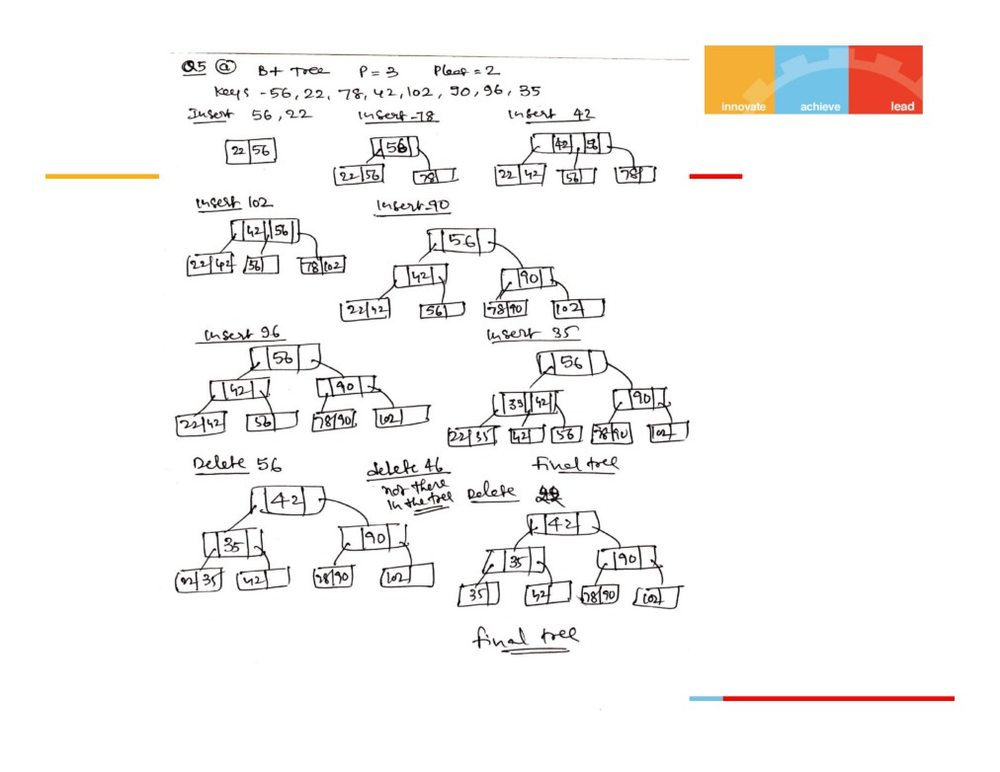 Q5 (a) B+ Tree P = 3 Pleaf = 2
Keys - 56, 22, 78, 42, 102, 90, 96, 35
Insert 56, 22
22 56
Insert-78
56
22 56 78
Insert 42
42 56
22 42 56 78
Insert 102
42 56
22 42 56 78 102
Insert-90
56
42 90
22 42 56 78 90 102
Insert 96
56
42 90
22 42 56 78 90 102
Insert 35
56
35 42 90
22 35 42 56 78 90 102
final tree
Delete 56
42
35 90
22 35 42 78 90 102
delete 46
not there
in the tree
Delete
42
35 90
35 42 78 90 102
final tree
innovate achieve lead